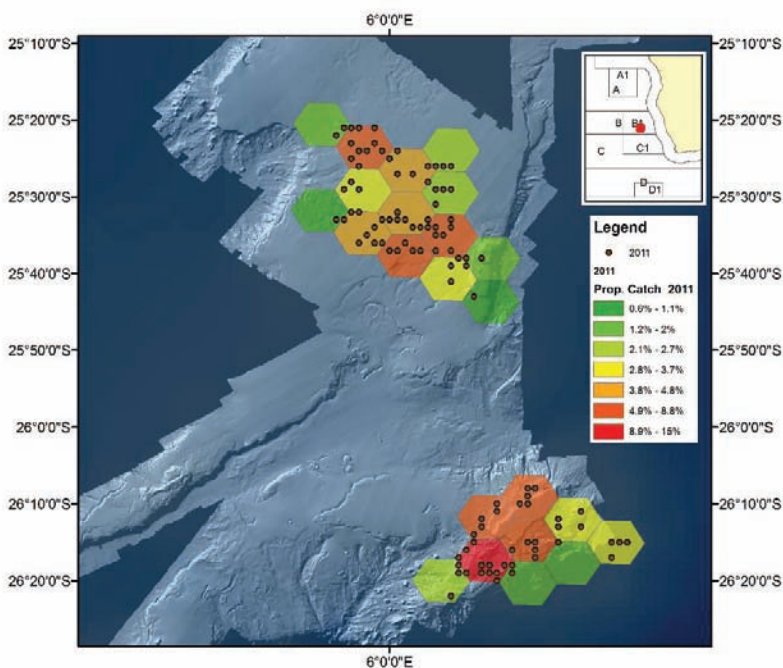 6°0'0"E
25°10'0"S
25°10'0"S
25°20'0"S
25°20'0"S
25°30'0"S
25°30'0"S
25°40'0"S
25°40'0"S
25°50'0"S
25°50'0"S
26°0'0"S
26°0'0"S
26°10'0"S
26°10'0"S
26°20'0"S
26°20'0"S
6°0'0"E
A1
A
B B1
C C1
D
D1
Legend
2011
2011
Prop. Catch 2011
0.6% - 1.1%
1.2% - 2%
2.1% - 2.7%
2.8% - 3.7%
3.8% - 4.8%
4.9% - 8.8%
8.9% - 15%